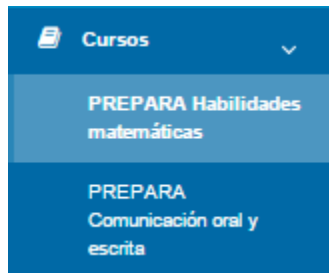 Cursos
PREPARA Habilidades
matemáticas
PREPARA
Comunicación oral y
escrita